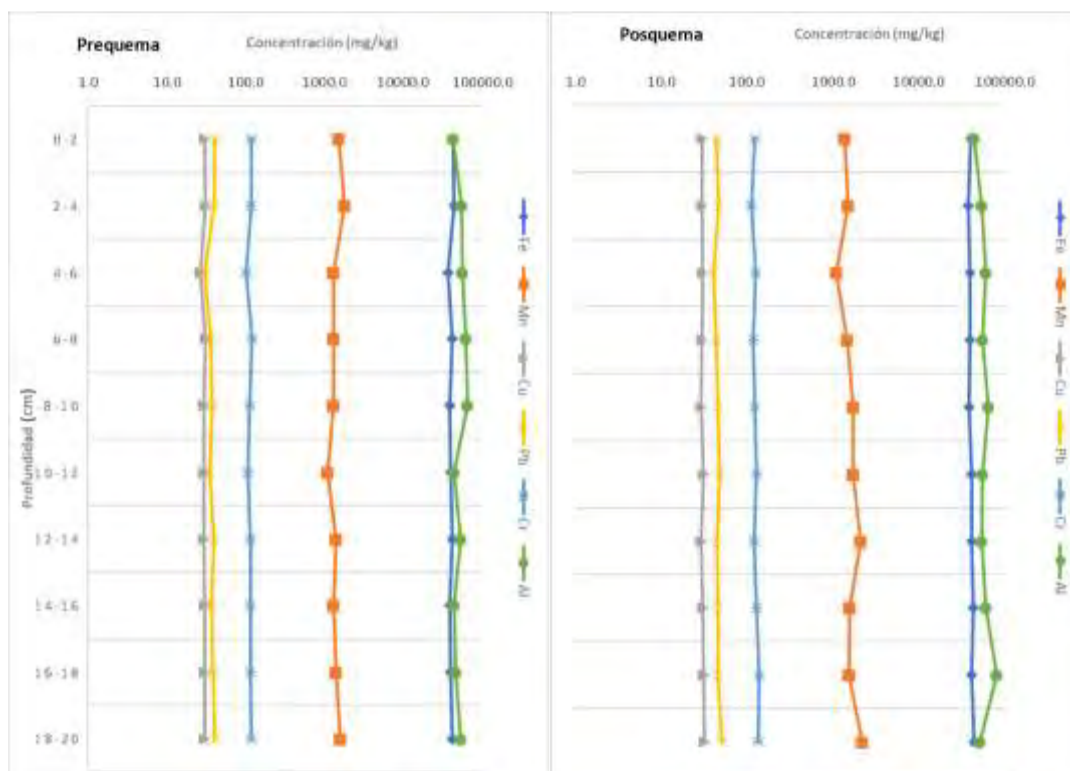 Prequema
Concentración (mg/kg)
1.0 10.0 100.0 1000.0 10000.0 100000.0
Profundidad (cm)
0-2
2-4
4-6
6-8
8-10
10-12
12-14
14-16
16-18
18-20
Fe
Mn
Cu
Pb
Cr
Al
Posquema
Concentración (mg/kg)
1.0 10.0 100.0 1000.0 10000.0 100000.0
Fe
Mn
Cu
Pb
Cr
Al